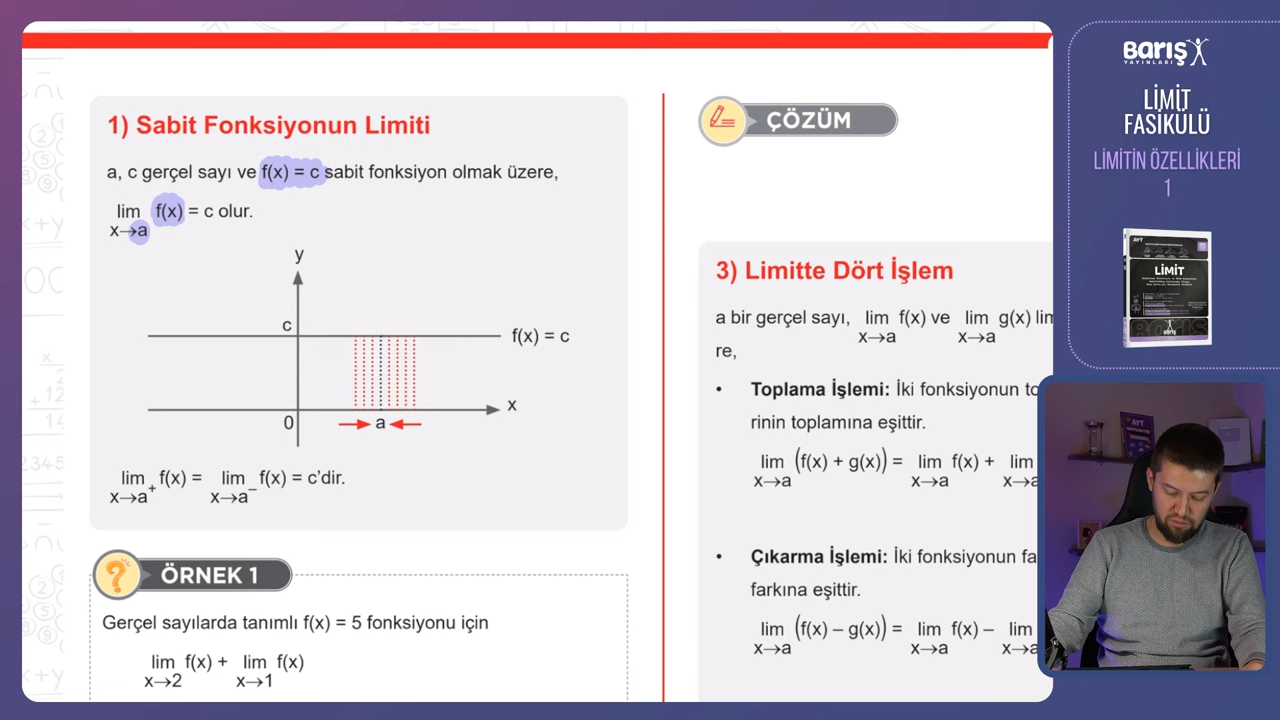 1) Sabit Fonksiyonun Limiti
a, c gerçel sayı ve f(x) = c sabit fonksiyon olmak üzere,
lim f(x) = c olur.
x→a
y
c
f(x) = c
x
0
a
lim f(x) = lim f(x) = c'dir.
x→a⁺ x→a⁻
ÖRNEK 1
Gerçel sayılarda tanımlı f(x) = 5 fonksiyonu için
lim f(x) + lim f(x)
x→2 x→1
ÇÖZÜM
3) Limitte Dört İşlem
a bir gerçel sayı, lim f(x) ve lim g(x) lim
x→a x→a
re,
• Toplama İşlemi: İki fonksiyonun to
rinin toplamına eşittir.
lim (f(x) + g(x)) = lim f(x) + lim
x→a x→a x→a
• Çıkarma İşlemi: İki fonksiyonun fa
farkına eşittir.
lim (f(x) − g(x)) = lim f(x) − lim
x→a x→a x→a
BARIŞ
YAYINLARI
LİMİT
FASİKÜLÜ
LİMİTİN ÖZELLİKLERİ
1
AYT
LİMİT
BARIŞ